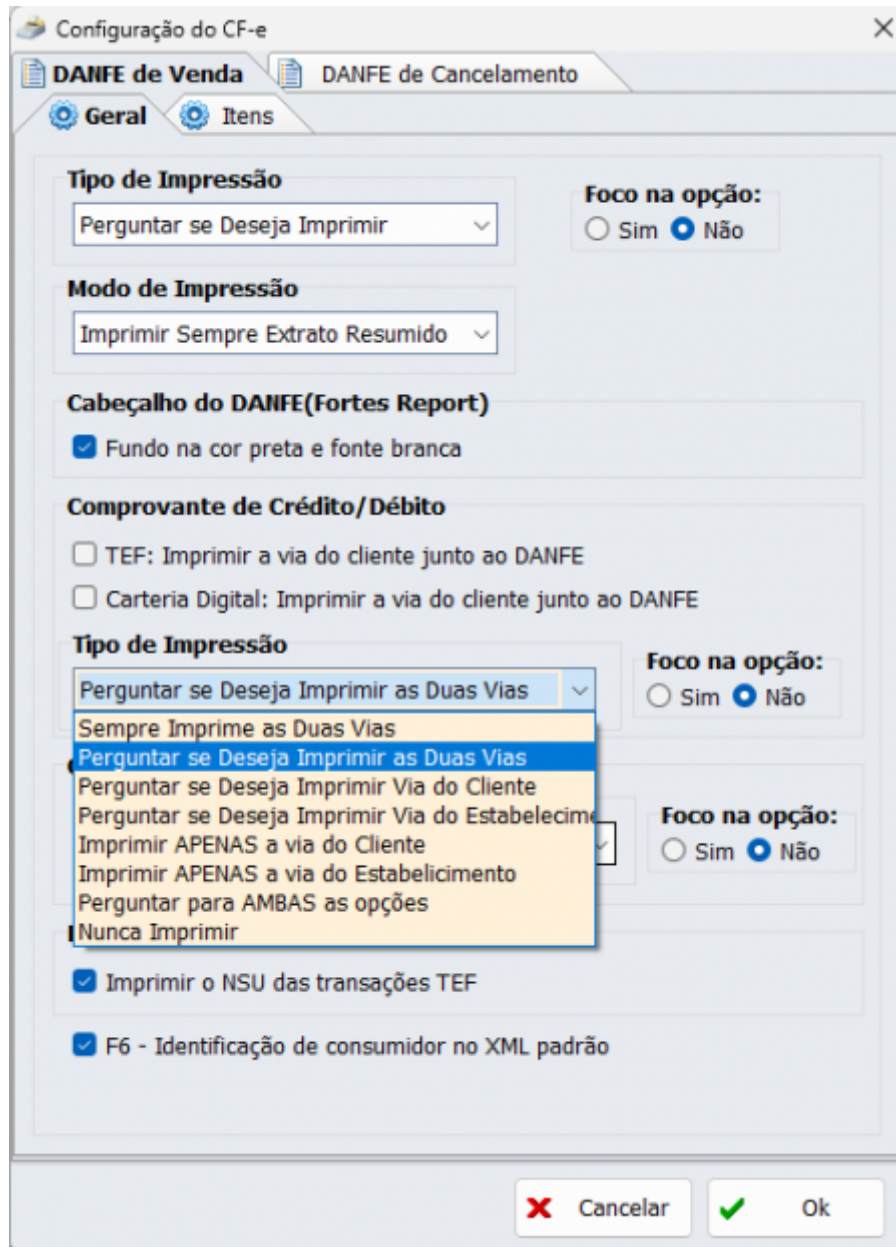 Configuração do CF-e
DANFE de Venda DANFE de Cancelamento
Geral Itens
Tipo de Impressão
Foco na opção:
Perguntar se Deseja Imprimir
Sim Não
Modo de Impressão
Imprimir Sempre Extrato Resumido
Cabeçalho do DANFE(Fortes Report)
Fundo na cor preta e fonte branca
Comprovante de Crédito/Débito
TEF: Imprimir a via do cliente junto ao DANFE
Carteria Digital: Imprimir a via do cliente junto ao DANFE
Tipo de Impressão
Foco na opção:
Perguntar se Deseja Imprimir as Duas Vias
Sim Não
Sempre Imprime as Duas Vias
Perguntar se Deseja Imprimir as Duas Vias
Perguntar se Deseja Imprimir Via do Cliente
Perguntar se Deseja Imprimir Via do Estabelecime
Foco na opção:
Imprimir APENAS a via do Cliente
Sim Não
Imprimir APENAS a via do Estabelicimento
Perguntar para AMBAS as opções
Nunca Imprimir
Imprimir o NSU das transações TEF
F6 - Identificação de consumidor no XML padrão
Cancelar Ok